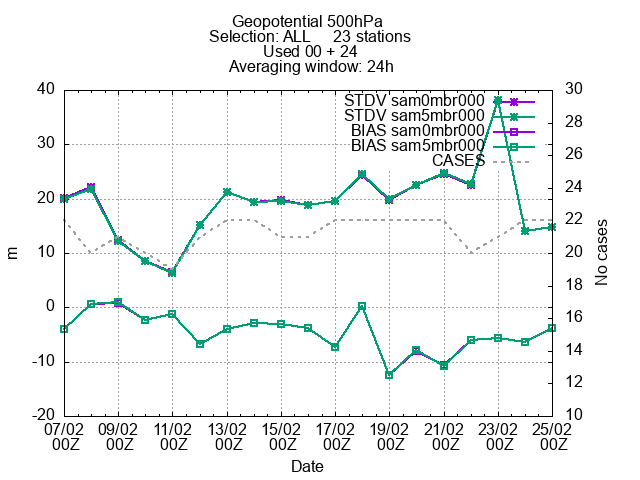 Geopotential 500hPa
Selection: ALL 23 stations
Used 00 + 24
Averaging window: 24h
STDV sam0mbr000
STDV sam5mbr000
BIAS sam0mbr000
BIAS sam5mbr000
CASES
40
30
20
10
0
-10
-20
m
30
28
26
24
22
20
18
16
14
12
10
No cases
07/02 09/02 11/02 13/02 15/02 17/02 19/02 21/02 23/02 25/02
00Z 00Z 00Z 00Z 00Z 00Z 00Z 00Z 00Z 00Z
Date